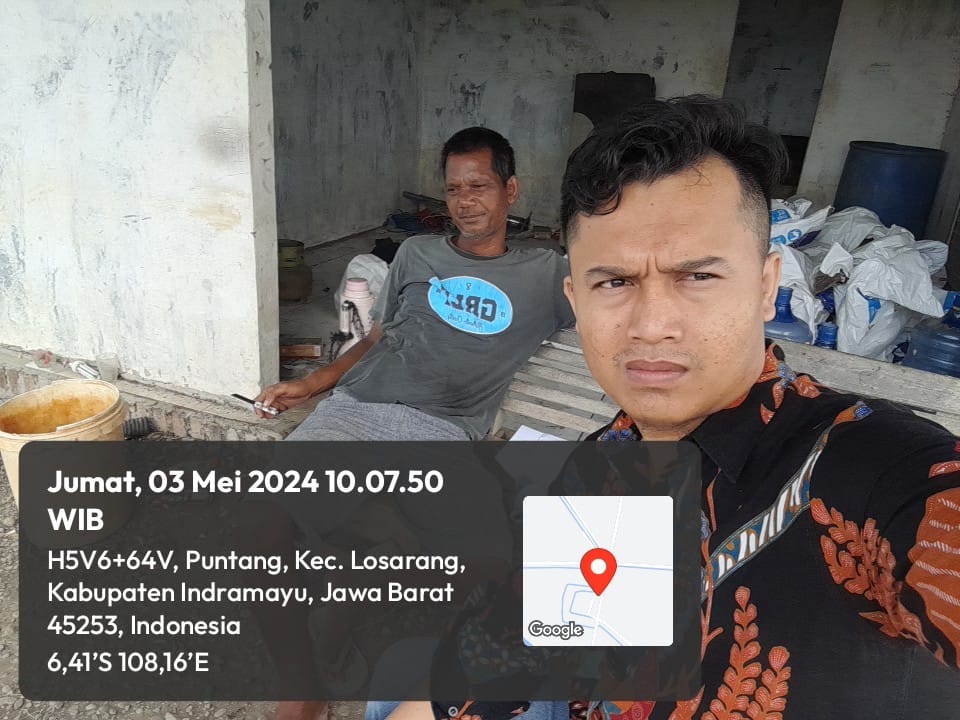 GBLT
Jumat, 03 Mei 2024 10.07.50
WIB
H5V6+64V, Puntang, Kec. Losarang,
Kabupaten Indramayu, Jawa Barat
45253, Indonesia
6,41'S 108,16'E
Google